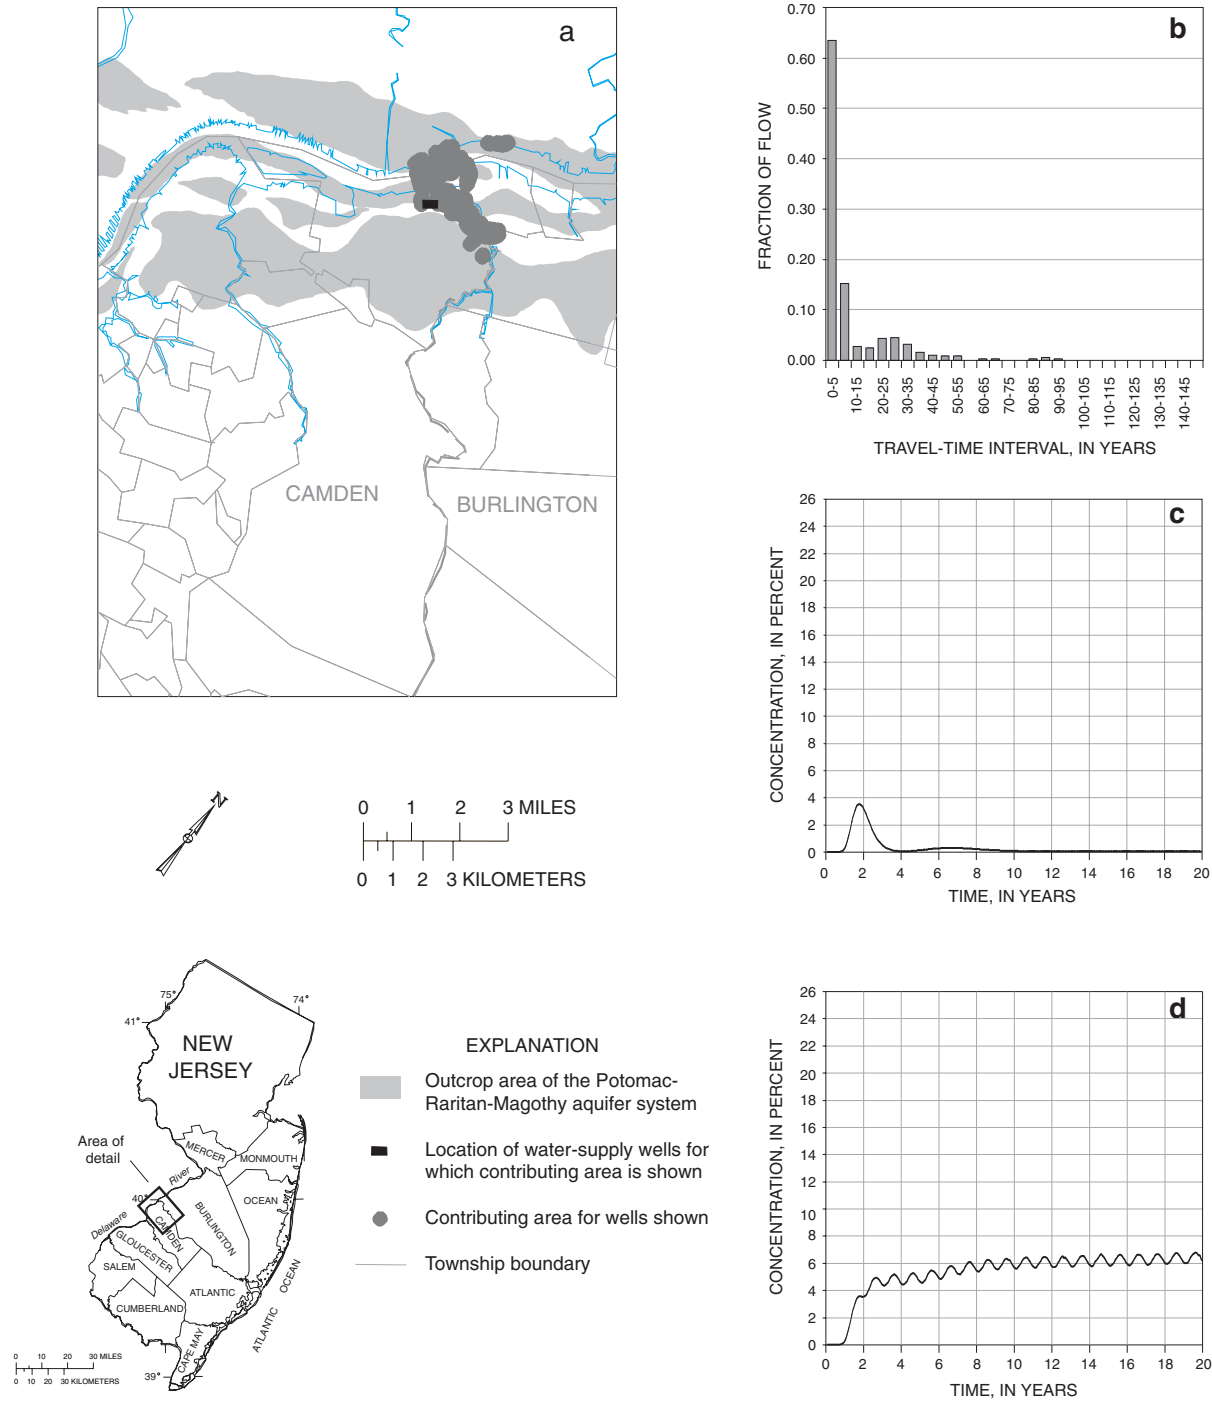 a
CAMDEN
BURLINGTON
N
0 1 2 3 MILES
0 1 2 3 KILOMETERS
b
0.70
0.60
0.50
0.40
0.30
0.20
0.10
0.00
FRACTION OF FLOW
0-5
10-15
20-25
30-35
40-45
50-55
60-65
70-75
80-85
90-95
100-105
110-115
120-125
130-135
140-145
TRAVEL-TIME INTERVAL, IN YEARS
c
26
24
22
20
18
16
14
12
10
8
6
4
2
0
CONCENTRATION, IN PERCENT
0 2 4 6 8 10 12 14 16 18 20
TIME, IN YEARS
d
26
24
22
20
18
16
14
12
10
8
6
4
2
0
CONCENTRATION, IN PERCENT
0 2 4 6 8 10 12 14 16 18 20
TIME, IN YEARS
75°
74°
41°
NEW
JERSEY
Area of
detail
MERCER
MONMOUTH
River
40°
OCEAN
Delaware
CAMDEN
BURLINGTON
GLOUCESTER
SALEM
ATLANTIC
CUMBERLAND
CAPE MAY
ATLANTIC OCEAN
39°
0 10 20 30 MILES
0 10 20 30 KILOMETERS
EXPLANATION
Outcrop area of the Potomac-
Raritan-Magothy aquifer system
Location of water-supply wells for
which contributing area is shown
Contributing area for wells shown
Township boundary